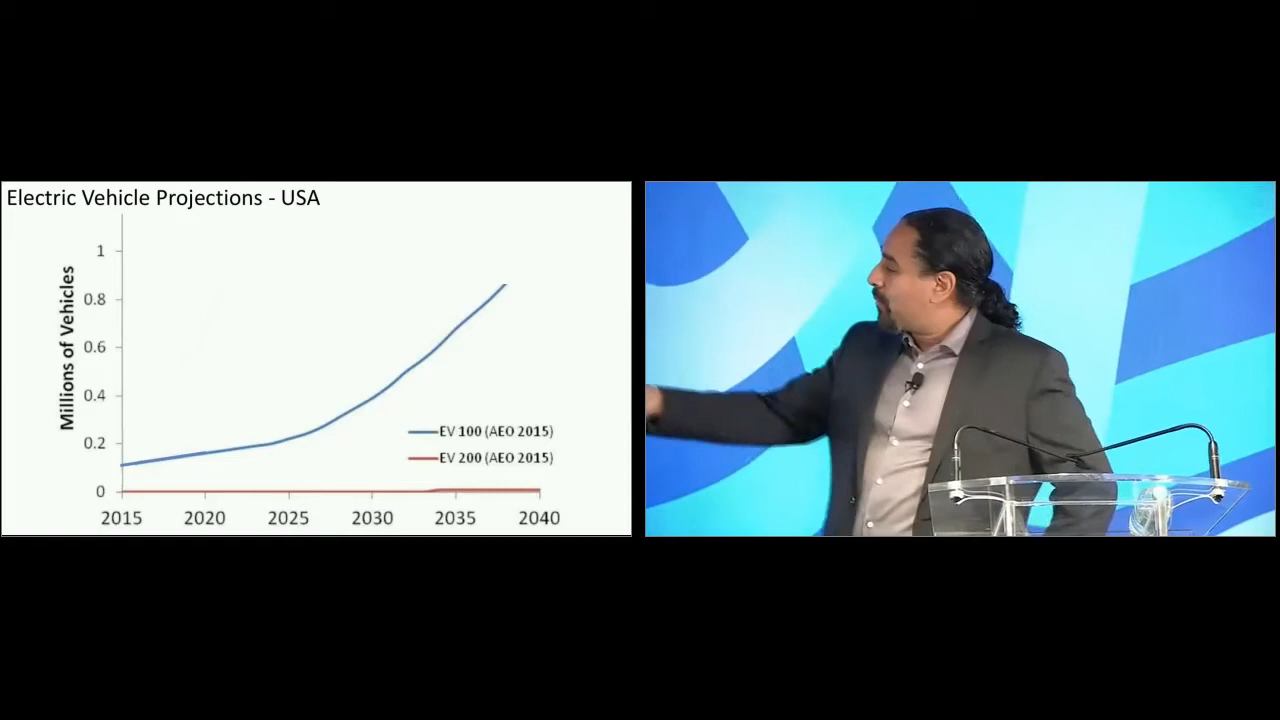 Electric Vehicle Projections - USA
Millions of Vehicles
1
0.8
0.6
0.4
0.2
0
EV 100 (AEO 2015)
EV 200 (AEO 2015)
2015 2020 2025 2030 2035 2040